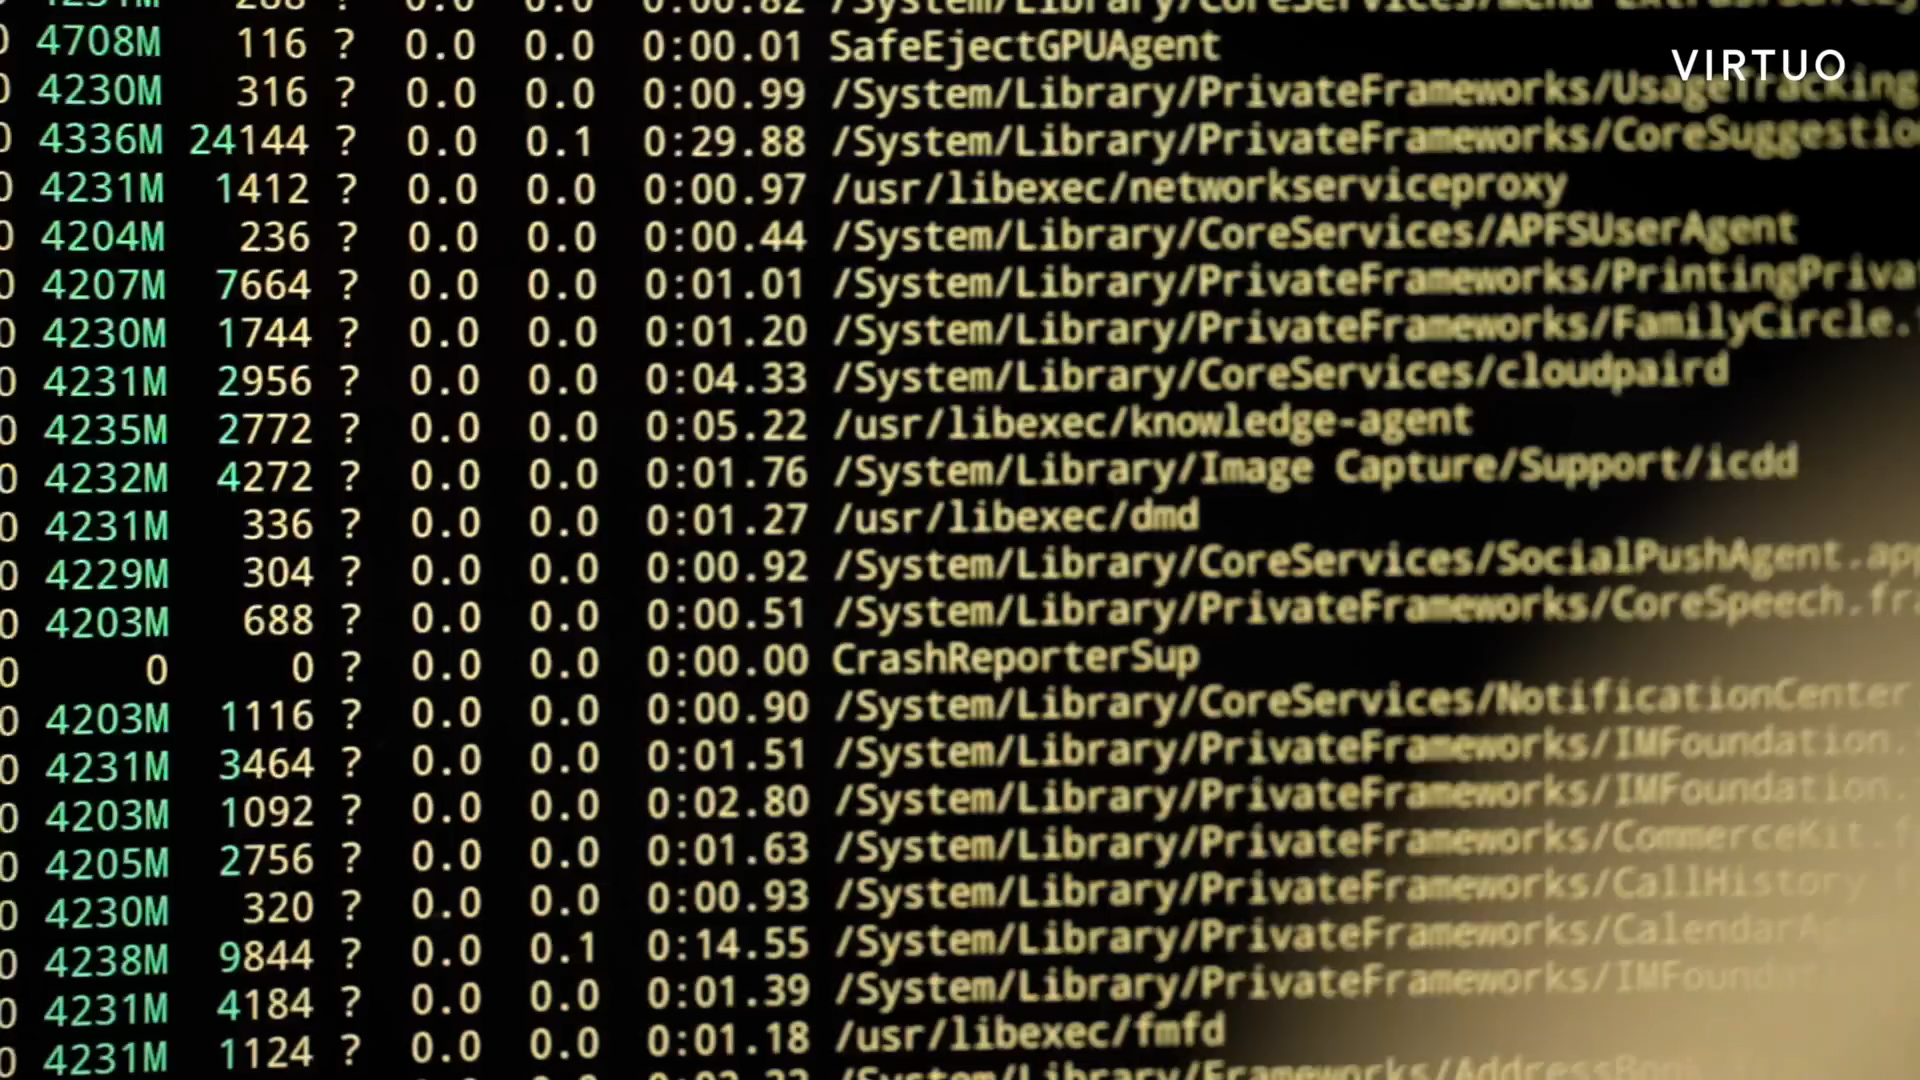 VIRTUO
0 4708M 116 ? 0.0 0.0 0:00.01 SafeEjectGPUAgent
0 4230M 316 ? 0.0 0.0 0:00.99 /System/Library/PrivateFrameworks/UsageTracking
0 4336M 24144 ? 0.0 0.1 0:29.88 /System/Library/PrivateFrameworks/CoreSuggestio
0 4231M 1412 ? 0.0 0.0 0:00.97 /usr/libexec/networkserviceproxy
0 4204M 236 ? 0.0 0.0 0:00.44 /System/Library/CoreServices/APFSUserAgent
0 4207M 7664 ? 0.0 0.0 0:01.01 /System/Library/PrivateFrameworks/PrintingPriva
0 4230M 1744 ? 0.0 0.0 0:01.20 /System/Library/PrivateFrameworks/FamilyCircle.
0 4231M 2956 ? 0.0 0.0 0:04.33 /System/Library/CoreServices/cloudpaird
0 4235M 2772 ? 0.0 0.0 0:05.22 /usr/libexec/knowledge-agent
0 4232M 4272 ? 0.0 0.0 0:01.76 /System/Library/Image Capture/Support/icdd
0 4231M 336 ? 0.0 0.0 0:01.27 /usr/libexec/dmd
0 4229M 304 ? 0.0 0.0 0:00.92 /System/Library/CoreServices/SocialPushAgent.app
0 4203M 688 ? 0.0 0.0 0:00.51 /System/Library/PrivateFrameworks/CoreSpeech.fr
0 0 0 ? 0.0 0.0 0:00.00 CrashReporterSup
0 4203M 1116 ? 0.0 0.0 0:00.90 /System/Library/CoreServices/NotificationCenter
0 4231M 3464 ? 0.0 0.0 0:01.51 /System/Library/PrivateFrameworks/IMFoundation.
0 4203M 1092 ? 0.0 0.0 0:02.80 /System/Library/PrivateFrameworks/IMFoundation.
0 4205M 2756 ? 0.0 0.0 0:01.63 /System/Library/PrivateFrameworks/CommerceKit.f
0 4230M 320 ? 0.0 0.0 0:00.93 /System/Library/PrivateFrameworks/CallHistory
0 4238M 9844 ? 0.0 0.1 0:14.55 /System/Library/PrivateFrameworks/CalendarA
0 4231M 4184 ? 0.0 0.0 0:01.39 /System/Library/PrivateFrameworks/IMFound
0 4231M 1124 ? 0.0 0.0 0:01.18 /usr/libexec/fmfd
/System/Library/Frameworks/AddressBook